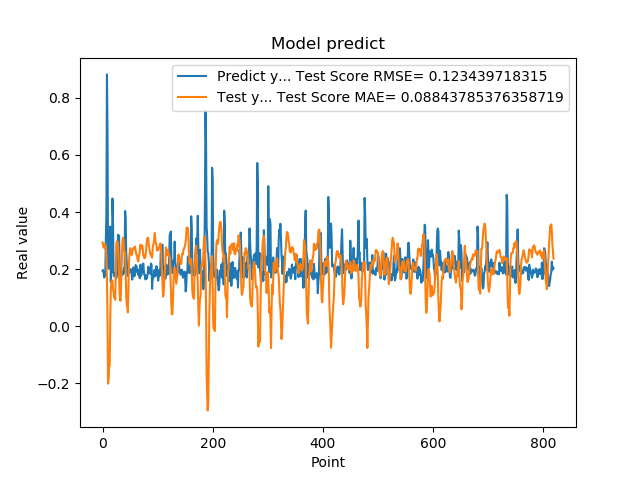 Model predict
Predict y... Test Score RMSE= 0.123439718315
Test y... Test Score MAE= 0.08843785376358719
Real value
0.8
0.6
0.4
0.2
0.0
−0.2
0 200 400 600 800
Point